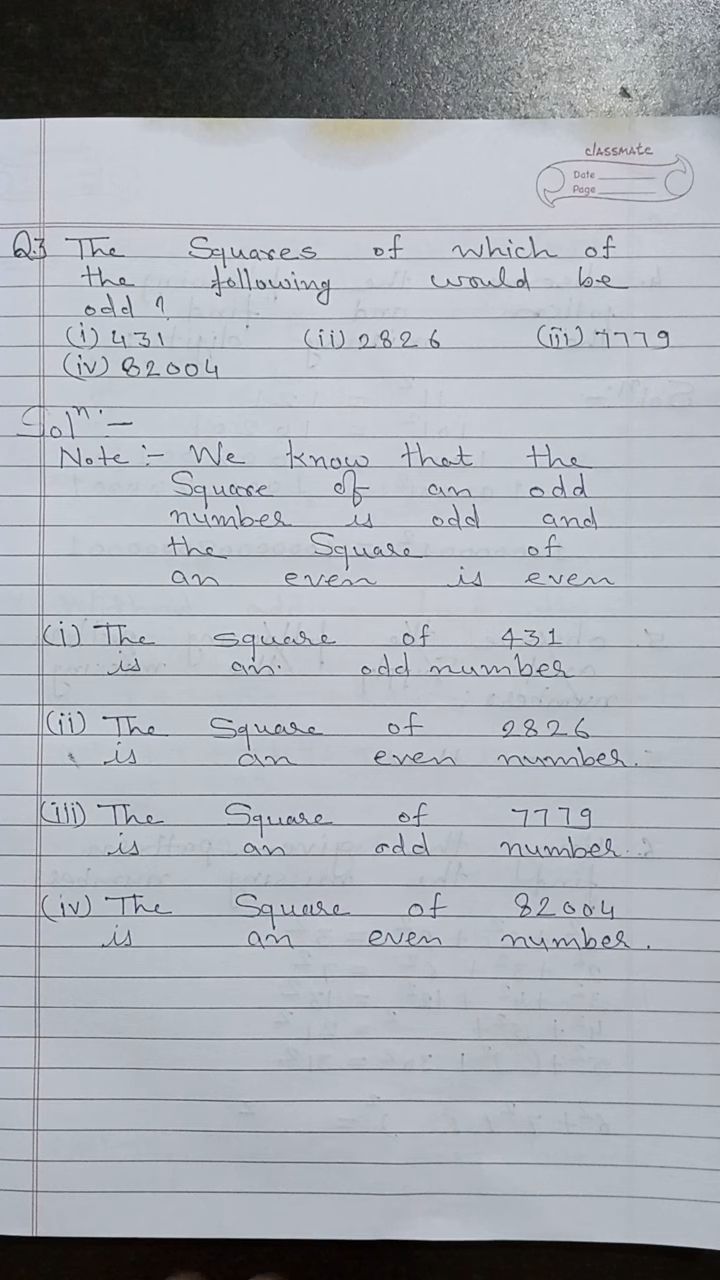 classmate
Date
Page
Q.3 The Squares of which of
the following would be
odd ?
(i) 431 (ii) 2826 (iii) 7779
(iv) 82004
Solⁿ:-
Note :- We know that the
Square of an odd
number is odd and
the Square of
an even is even
(i) The square of 431
is an odd number
(ii) The Square of 2826
is an even number.
(iii) The Square of 7779
is an odd number.
(iv) The Square of 82004
is an even number.